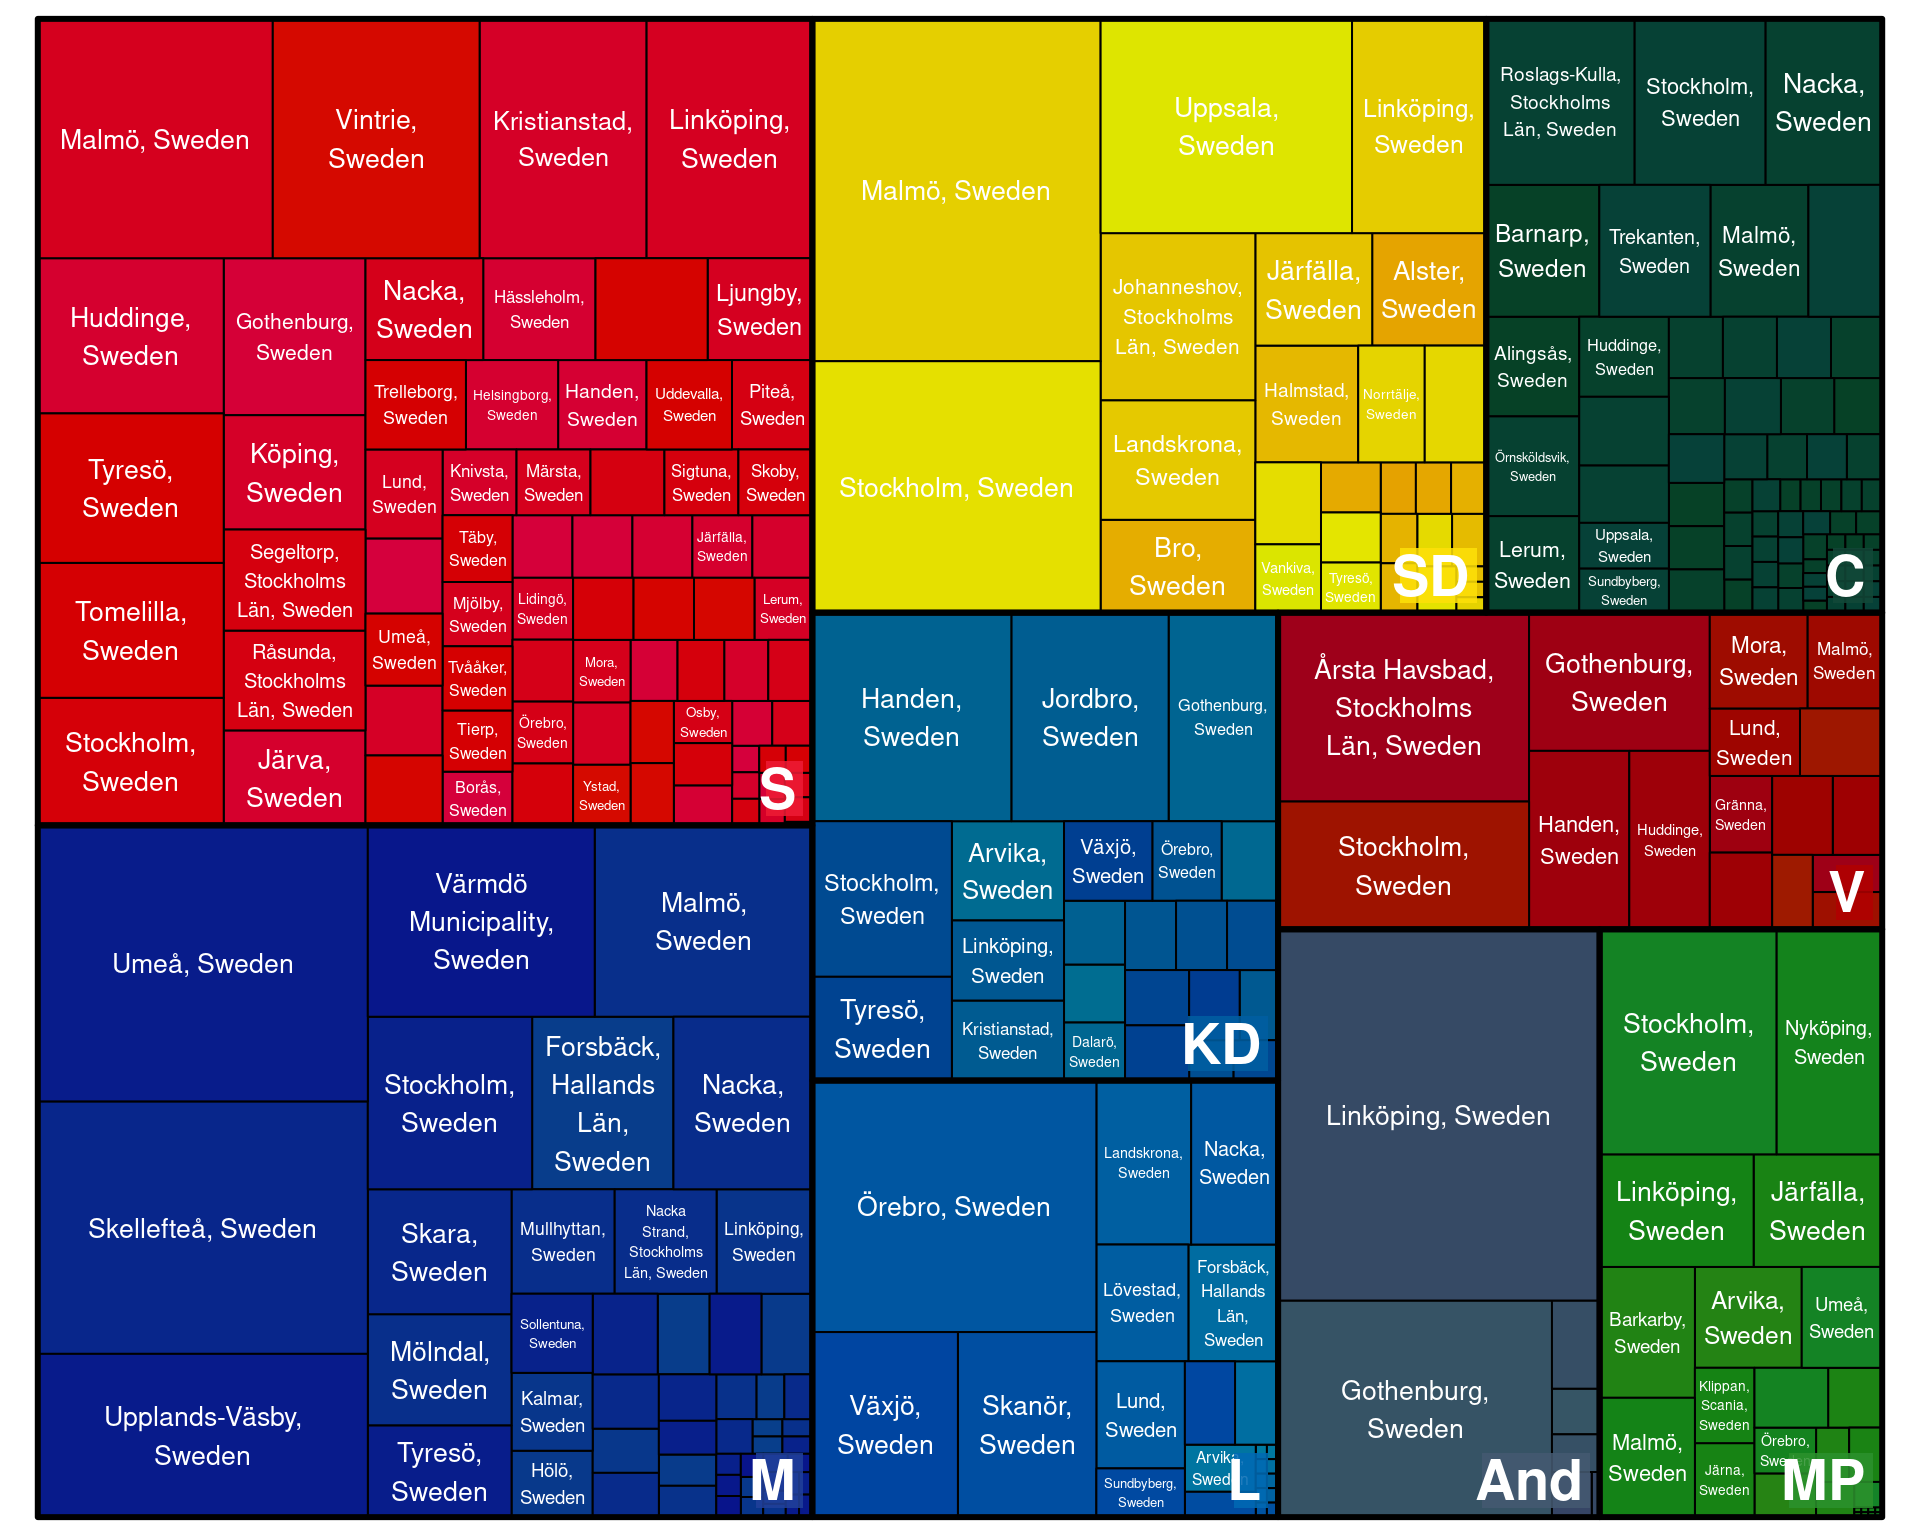 Malmö, Sweden
Vintrie,
Sweden
Kristianstad,
Sweden
Linköping,
Sweden
Huddinge,
Sweden
Gothenburg,
Sweden
Nacka,
Sweden
Hässleholm,
Sweden
Ljungby,
Sweden
Trelleborg,
Sweden
Helsingborg,
Sweden
Handen,
Sweden
Uddevalla,
Sweden
Piteå,
Sweden
Tyresö,
Sweden
Köping,
Sweden
Lund,
Sweden
Knivsta,
Sweden
Märsta,
Sweden
Sigtuna,
Sweden
Skoby,
Sweden
Segeltorp,
Stockholms
Län, Sweden
Täby,
Sweden
Järfälla,
Sweden
Tomelilla,
Sweden
Mjölby,
Sweden
Lidingö,
Sweden
Lerum,
Sweden
Råsunda,
Stockholms
Län, Sweden
Umeå,
Sweden
Tvååker,
Sweden
Mora,
Sweden
Stockholm,
Sweden
Järva,
Sweden
Tierp,
Sweden
Örebro,
Sweden
Osby,
Sweden
Borås,
Sweden
Ystad,
Sweden
S
Malmö, Sweden
Uppsala,
Sweden
Linköping,
Sweden
Johanneshov,
Stockholms
Län, Sweden
Järfälla,
Sweden
Alster,
Sweden
Stockholm, Sweden
Landskrona,
Sweden
Halmstad,
Sweden
Norrtälje,
Sweden
Bro,
Sweden
Vankiva,
Sweden
Tyresö,
Sweden
SD
Roslags-Kulla,
Stockholms
Län, Sweden
Stockholm,
Sweden
Nacka,
Sweden
Barnarp,
Sweden
Trekanten,
Sweden
Malmö,
Sweden
Alingsås,
Sweden
Huddinge,
Sweden
Örnsköldsvik,
Sweden
Lerum,
Sweden
Uppsala,
Sweden
Sundbyberg,
Sweden
C
Umeå, Sweden
Värmdö
Municipality,
Sweden
Malmö,
Sweden
Skellefteå, Sweden
Stockholm,
Sweden
Forsbäck,
Hallands
Län,
Sweden
Nacka,
Sweden
Upplands-Väsby,
Sweden
Skara,
Sweden
Mullhyttan,
Sweden
Nacka
Strand,
Stockholms
Län, Sweden
Linköping,
Sweden
Mölndal,
Sweden
Sollentuna,
Sweden
Kalmar,
Sweden
Tyresö,
Sweden
Hölö,
Sweden
M
Handen,
Sweden
Jordbro,
Sweden
Gothenburg,
Sweden
Stockholm,
Sweden
Arvika,
Sweden
Växjö,
Sweden
Örebro,
Sweden
Linköping,
Sweden
Tyresö,
Sweden
Kristianstad,
Sweden
Dalarö,
Sweden
KD
Örebro, Sweden
Landskrona,
Sweden
Nacka,
Sweden
Lövestad,
Sweden
Forsbäck,
Hallands
Län,
Sweden
Växjö,
Sweden
Skanör,
Sweden
Lund,
Sweden
Arvika,
Sweden
Sundbyberg,
Sweden
L
Årsta Havsbad,
Stockholms
Län, Sweden
Gothenburg,
Sweden
Mora,
Sweden
Malmö,
Sweden
Lund,
Sweden
Stockholm,
Sweden
Handen,
Sweden
Huddinge,
Sweden
Gränna,
Sweden
V
Linköping, Sweden
Gothenburg,
Sweden
And
Stockholm,
Sweden
Nyköping,
Sweden
Linköping,
Sweden
Järfälla,
Sweden
Barkarby,
Sweden
Arvika,
Sweden
Umeå,
Sweden
Malmö,
Sweden
Klippan,
Scania,
Sweden
Järna,
Sweden
Örebro,
Sweden
MP